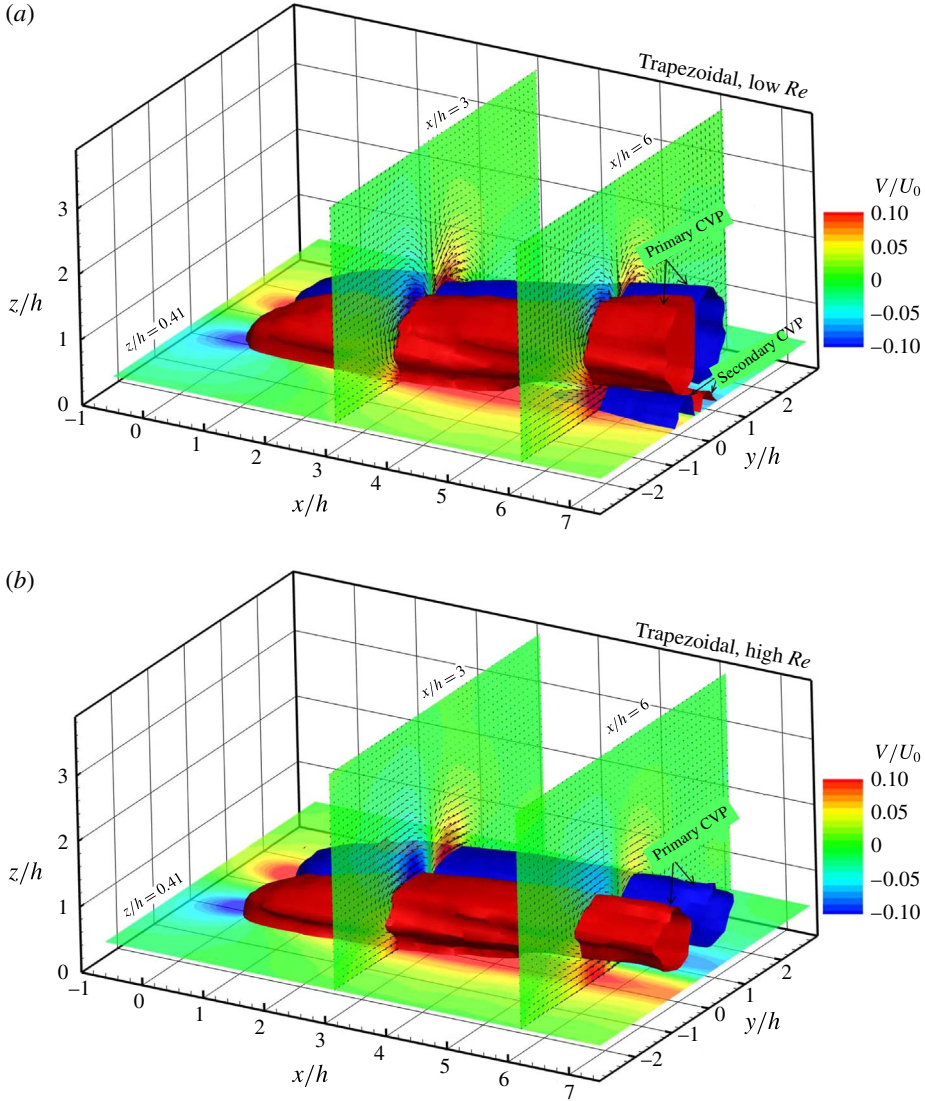 (a)
Trapezoidal, low Re
x/h = 3
x/h = 6
V/U0
0.10
0.05
0
−0.05
−0.10
Primary CVP
Secondary CVP
z/h = 0.41
z/h
3
2
1
0
−1
0
1
2
3
4
5
6
7
x/h
−2
−1
0
1
2
y/h
(b)
Trapezoidal, high Re
x/h = 3
x/h = 6
V/U0
0.10
0.05
0
−0.05
−0.10
Primary CVP
z/h = 0.41
z/h
3
2
1
0
−1
0
1
2
3
4
5
6
7
x/h
−2
−1
0
1
2
y/h